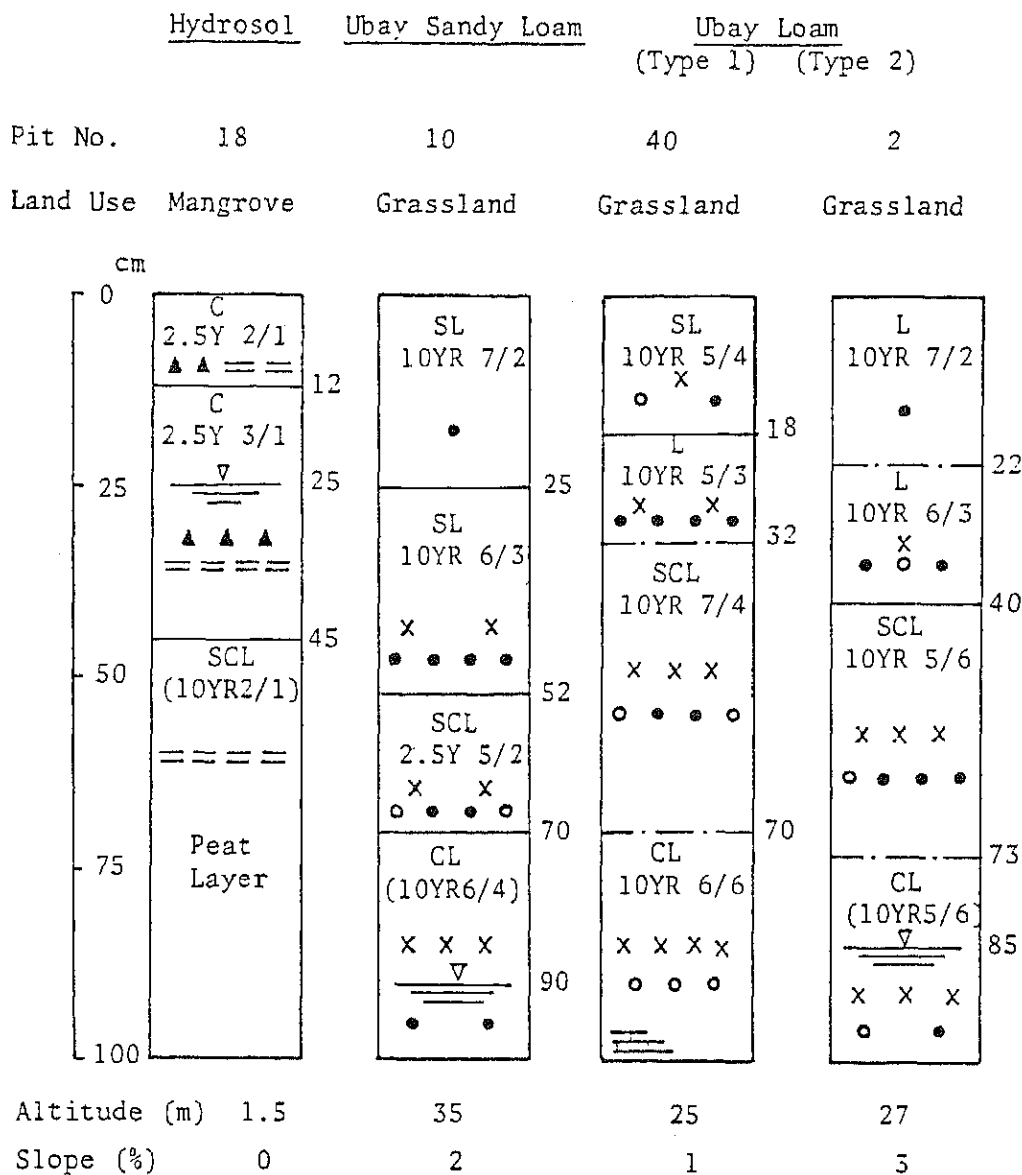 Hydrosol Ubay Sandy Loam Ubay Loam
(Type 1) (Type 2)
Pit No. 18 10 40 2
Land Use Mangrove Grassland Grassland Grassland
cm
0
25
50
75
100
C
2.5Y 2/1
12
C
2.5Y 3/1
25
45
SCL
(10YR2/1)
Peat
Layer
SL
10YR 7/2
25
SL
10YR 6/3
52
SCL
2.5Y 5/2
70
CL
(10YR6/4)
90
SL
10YR 5/4
18
L
10YR 5/3
32
SCL
10YR 7/4
70
CL
10YR 6/6
L
10YR 7/2
22
L
10YR 6/3
40
SCL
10YR 5/6
73
CL
(10YR5/6)
85
Altitude (m) 1.5 35 25 27
Slope (%) 0 2 1 3